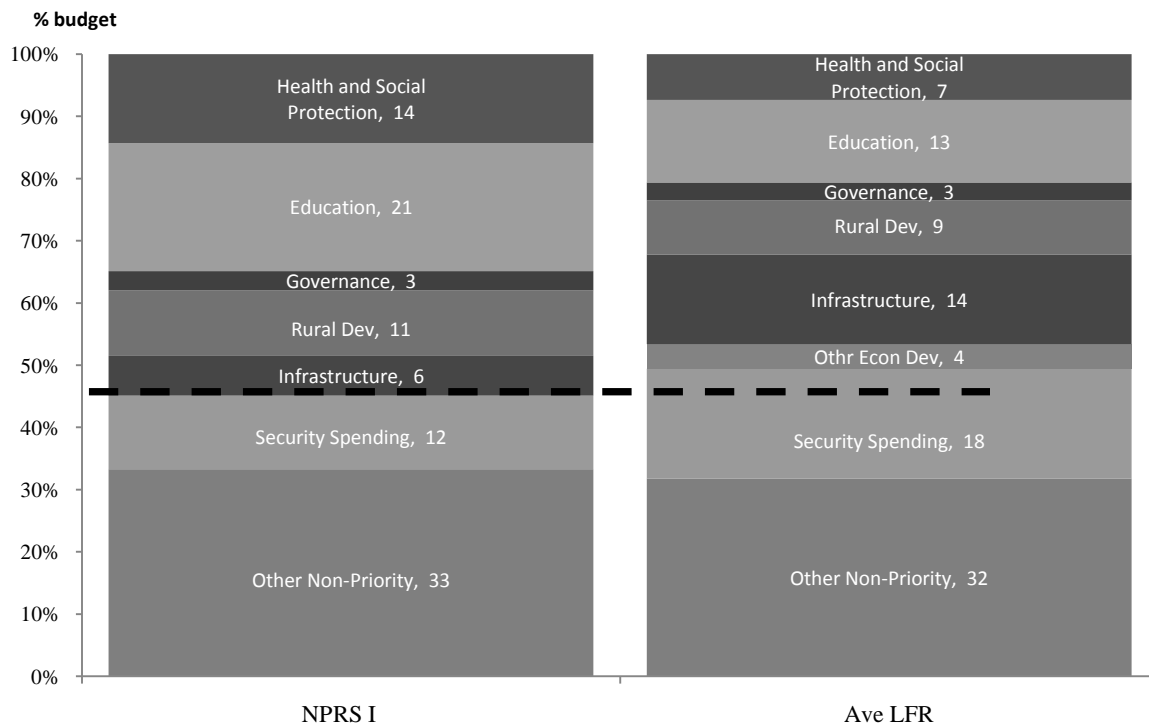 % budget
100%
90%
80%
70%
60%
50%
40%
30%
20%
10%
0%
Health and Social
Protection, 14
Education, 21
Governance, 3
Rural Dev, 11
Infrastructure, 6
Security Spending, 12
Other Non-Priority, 33
NPRS I
Health and Social
Protection, 7
Education, 13
Governance, 3
Rural Dev, 9
Infrastructure, 14
Othr Econ Dev, 4
Security Spending, 18
Other Non-Priority, 32
Ave LFR